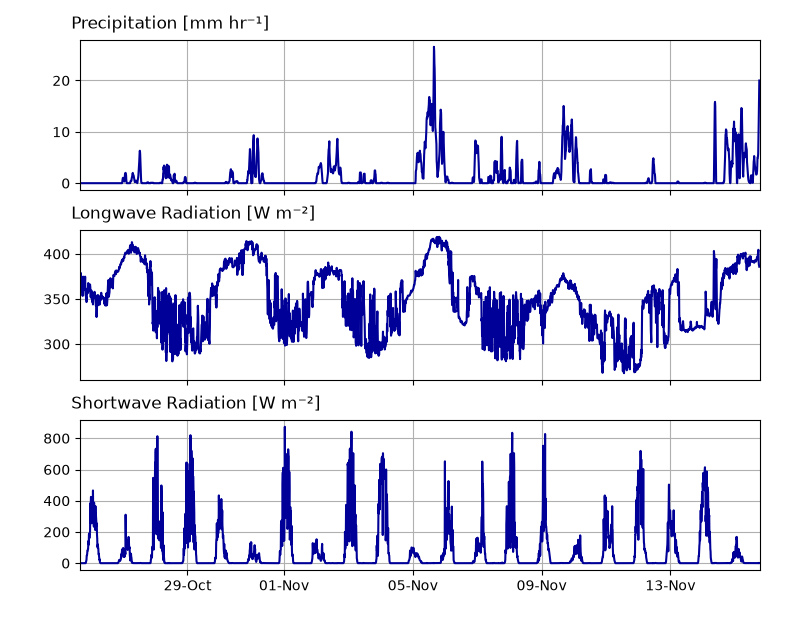 Precipitation [mm hr⁻¹]
20
10
0
Longwave Radiation [W m⁻²]
400
350
300
Shortwave Radiation [W m⁻²]
800
600
400
200
0
29-Oct 01-Nov 05-Nov 09-Nov 13-Nov